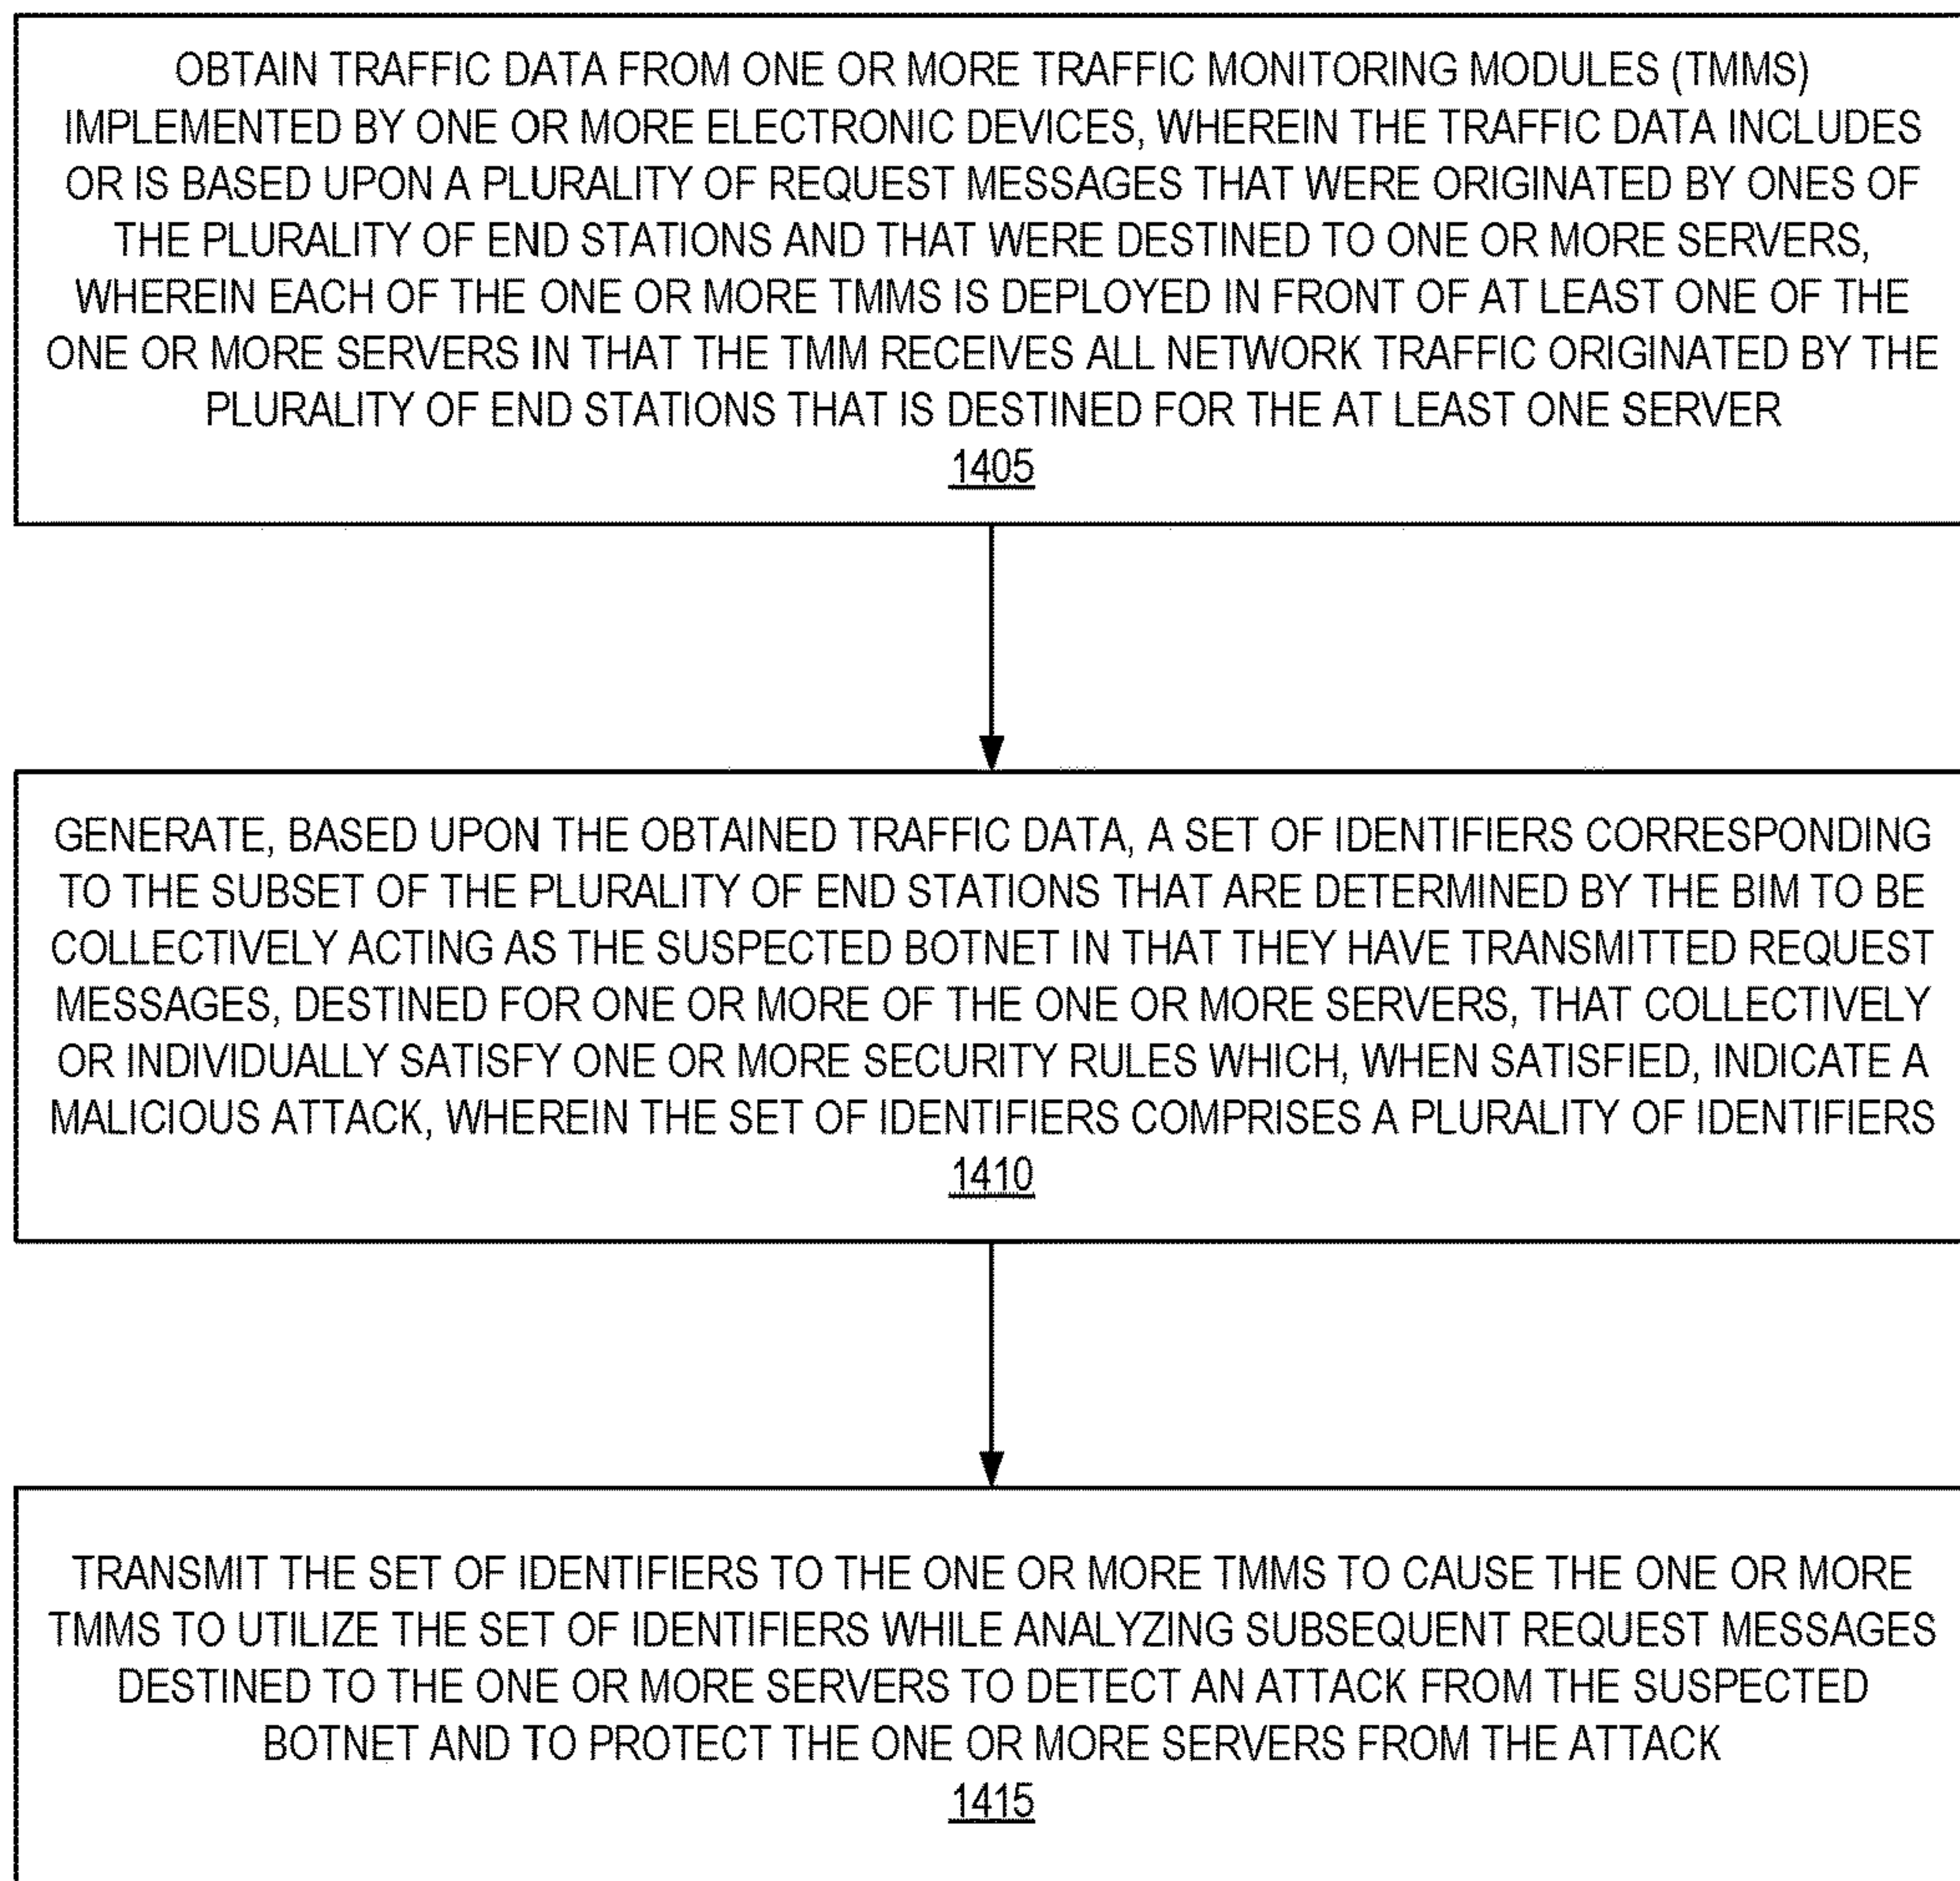 OBTAIN TRAFFIC DATA FROM ONE OR MORE TRAFFIC MONITORING MODULES (TMMS)
IMPLEMENTED BY ONE OR MORE ELECTRONIC DEVICES, WHEREIN THE TRAFFIC DATA INCLUDES
OR IS BASED UPON A PLURALITY OF REQUEST MESSAGES THAT WERE ORIGINATED BY ONES OF
THE PLURALITY OF END STATIONS AND THAT WERE DESTINED TO ONE OR MORE SERVERS,
WHEREIN EACH OF THE ONE OR MORE TMMS IS DEPLOYED IN FRONT OF AT LEAST ONE OF THE
ONE OR MORE SERVERS IN THAT THE TMM RECEIVES ALL NETWORK TRAFFIC ORIGINATED BY THE
PLURALITY OF END STATIONS THAT IS DESTINED FOR THE AT LEAST ONE SERVER
1405
GENERATE, BASED UPON THE OBTAINED TRAFFIC DATA, A SET OF IDENTIFIERS CORRESPONDING
TO THE SUBSET OF THE PLURALITY OF END STATIONS THAT ARE DETERMINED BY THE BIM TO BE
COLLECTIVELY ACTING AS THE SUSPECTED BOTNET IN THAT THEY HAVE TRANSMITTED REQUEST
MESSAGES, DESTINED FOR ONE OR MORE OF THE ONE OR MORE SERVERS, THAT COLLECTIVELY
OR INDIVIDUALLY SATISFY ONE OR MORE SECURITY RULES WHICH, WHEN SATISFIED, INDICATE A
MALICIOUS ATTACK, WHEREIN THE SET OF IDENTIFIERS COMPRISES A PLURALITY OF IDENTIFIERS
1410
TRANSMIT THE SET OF IDENTIFIERS TO THE ONE OR MORE TMMS TO CAUSE THE ONE OR MORE
TMMS TO UTILIZE THE SET OF IDENTIFIERS WHILE ANALYZING SUBSEQUENT REQUEST MESSAGES
DESTINED TO THE ONE OR MORE SERVERS TO DETECT AN ATTACK FROM THE SUSPECTED
BOTNET AND TO PROTECT THE ONE OR MORE SERVERS FROM THE ATTACK
1415